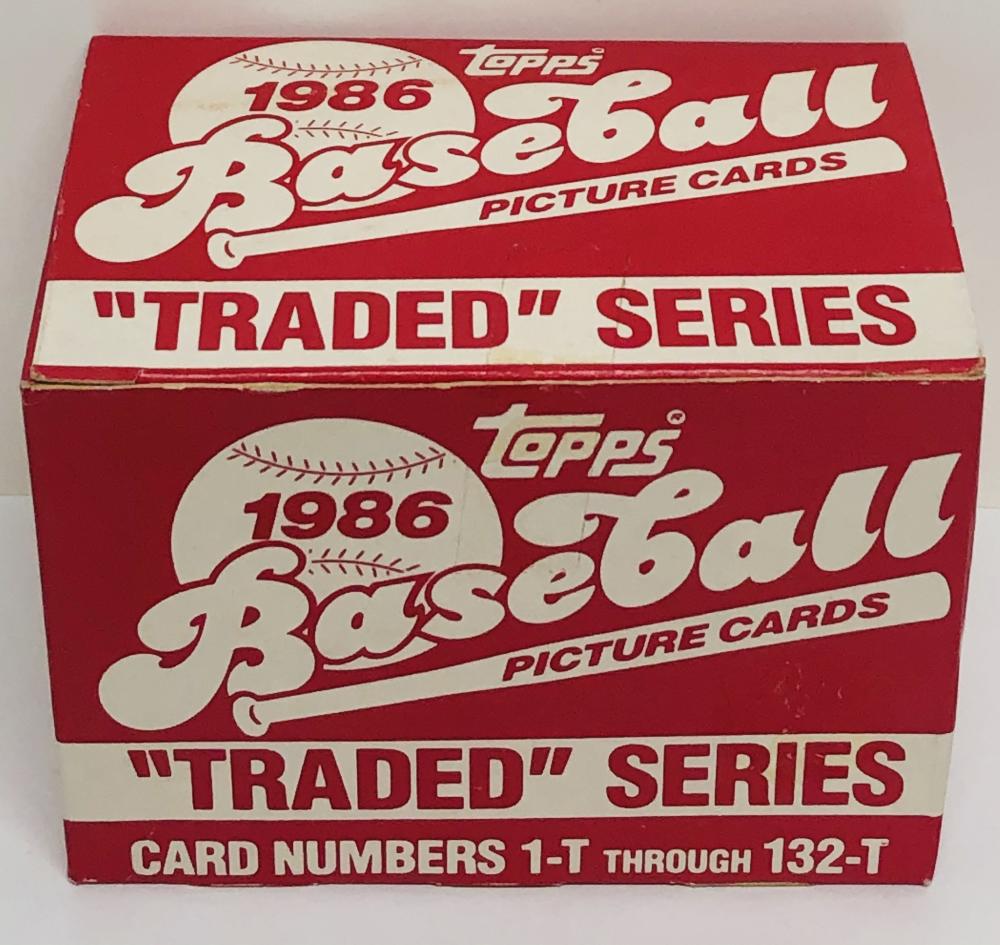 topps©
1986
Baseball
PICTURE CARDS
"TRADED" SERIES
topps®
1986
Baseball
PICTURE CARDS
"TRADED" SERIES
CARD NUMBERS 1-T THROUGH 132-T